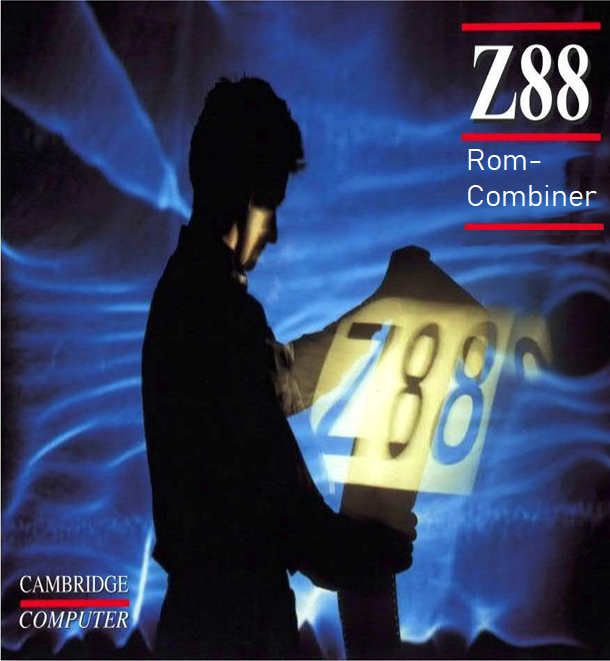 Z88
Rom-
Combiner
Z88
CAMBRIDGE
COMPUTER